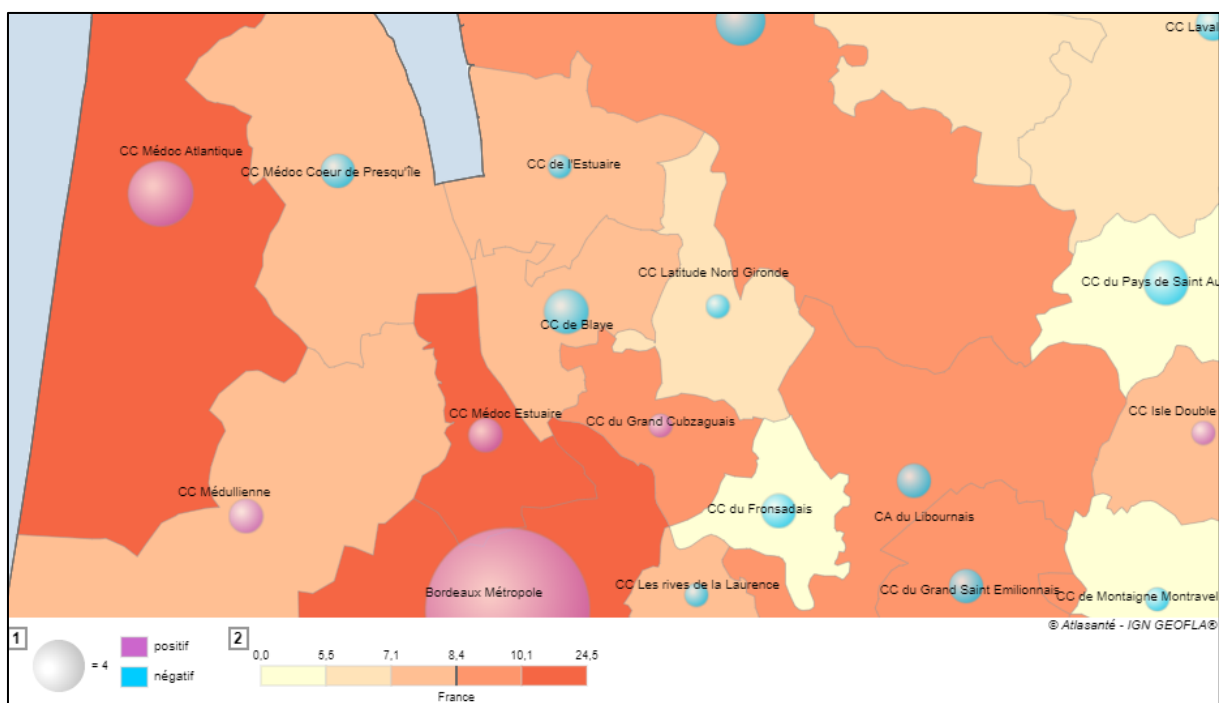 CC Laval
CC Médoc Atlantique
CC Médoc Coeur de Presqu'île
CC de l'Estuaire
CC Latitude Nord Gironde
CC du Pays de Saint Au
CC de Blaye
CC Médoc Estuaire
CC du Grand Cubzaguais
CC Isle Double
CC Médullienne
CC du Fronsadais
CA du Libournais
Bordeaux Métropole
CC Les rives de la Laurence
CC du Grand Saint Emilionnais
CC de Montaigne Montravel
© Atlasanté - IGN GEOFLA®
1
= 4
positif
négatif
2
0,0 5,5 7,1 8,4 10,1 24,5
France